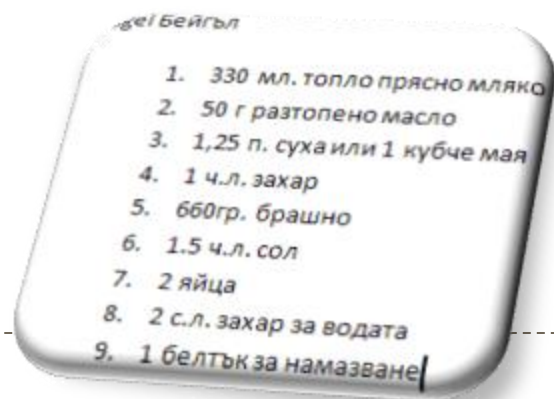 Бейгъл
1. 330 мл. топло прясно мляко
2. 50 г разтопено масло
3. 1,25 п. суха или 1 кубче мая
4. 1 ч.л. захар
5. 660гр. брашно
6. 1.5 ч.л. сол
7. 2 яйца
8. 2 с.л. захар за водата
9. 1 белтък за намазване